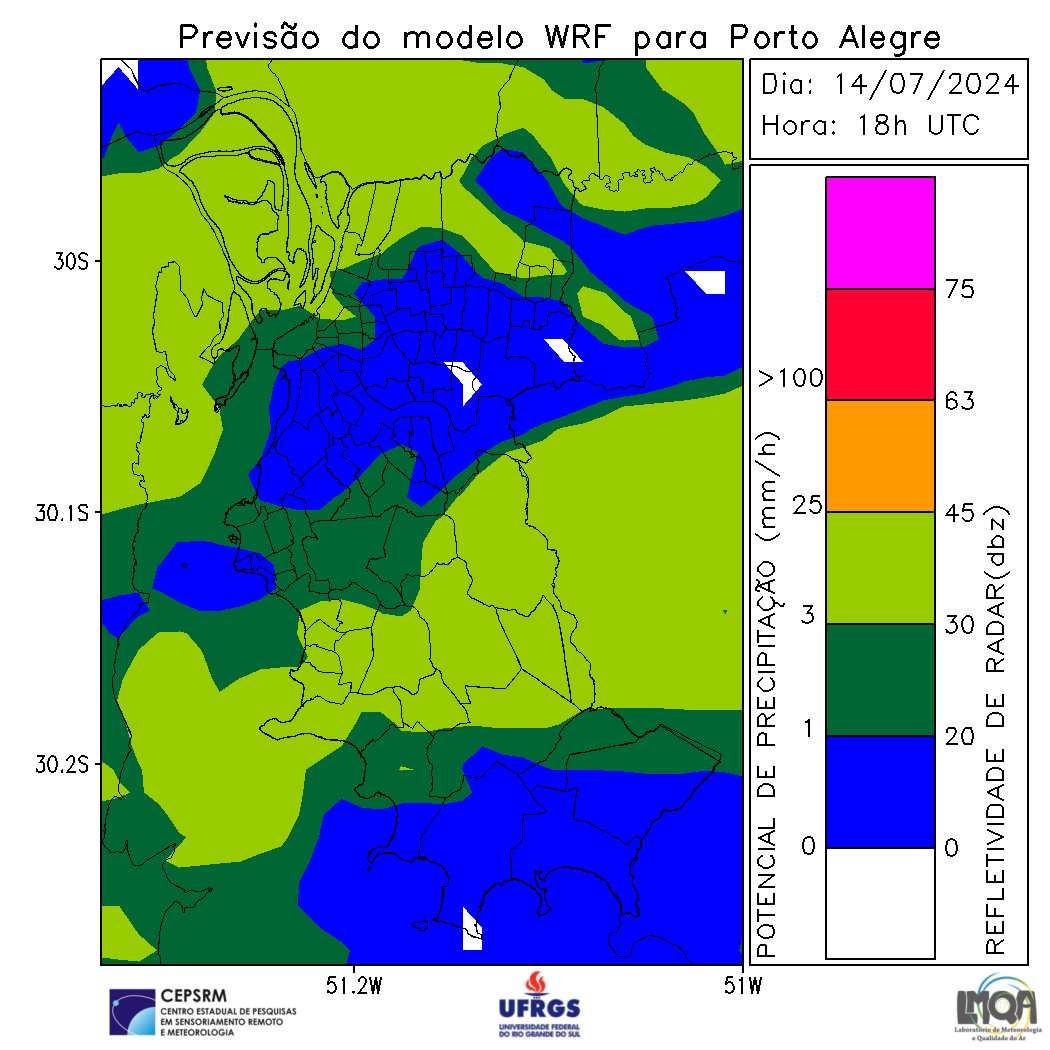 Previsão do modelo WRF para Porto Alegre
Dia: 14/07/2024
Hora: 18h UTC
30S
30.1S
30.2S
51.2W
51W
POTENCIAL DE PRECIPITAÇÃO (mm/h)
>100
25
3
1
0
75
63
45
30
20
0
REFLETIVIDADE DE RADAR(dbz)
CEPSRM
CENTRO ESTADUAL DE PESQUISAS
EM SENSORIAMENTO REMOTO
E METEOROLOGIA
UFRGS
UNIVERSIDADE FEDERAL
DO RIO GRANDE DO SUL
LMQA
Laboratório de Meteorologia
e Qualidade do Ar